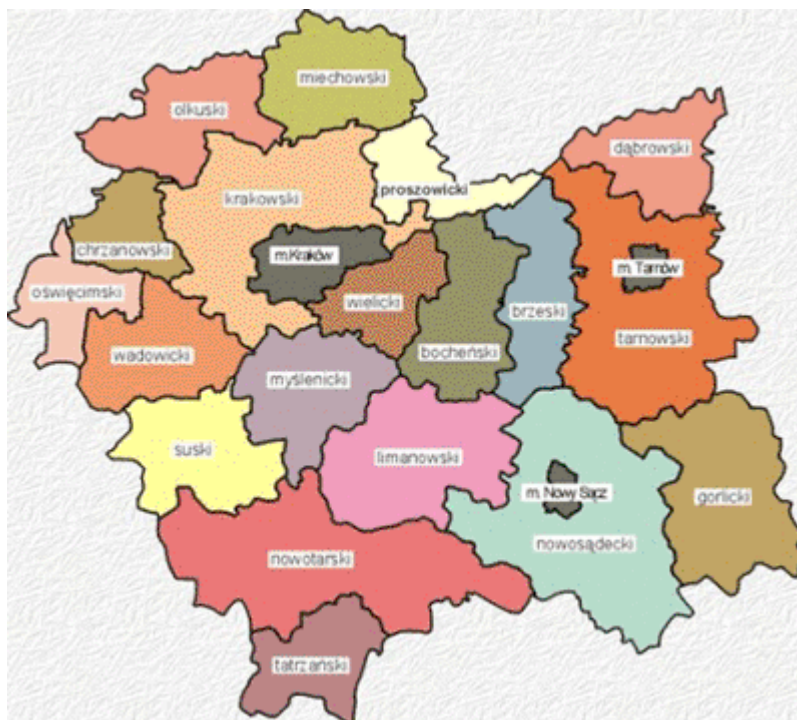 miechowski
olkuski
dąbrowski
proszowicki
krakowski
chrzanowski
m.Kraków
m. Tarnów
oświęcimski
wielicki
brzeski
tarnowski
wadowicki
bocheński
myślenicki
suski
limanowski
m. Nowy Sącz
gorlicki
nowosądecki
nowotarski
tatrzański